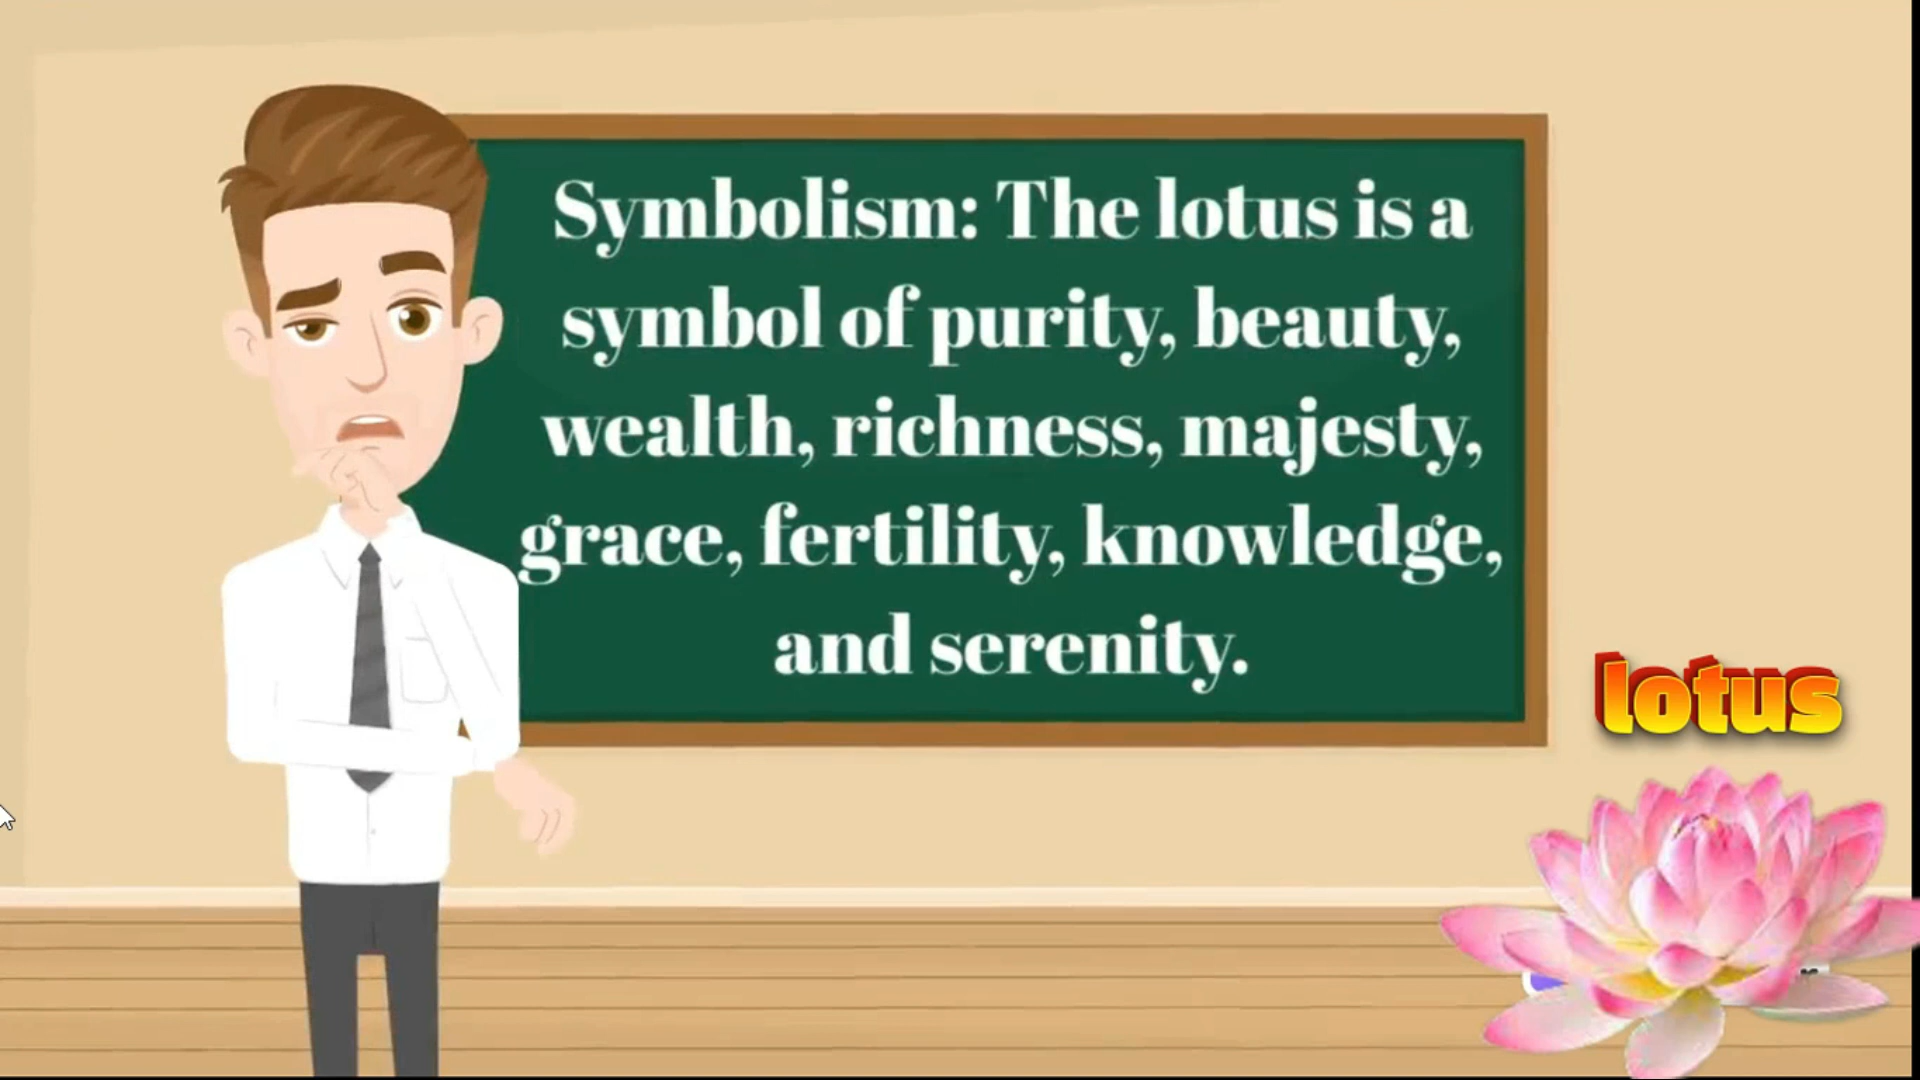 Symbolism: The lotus is a
symbol of purity, beauty,
wealth, richness, majesty,
grace, fertility, knowledge,
and serenity.
lotus